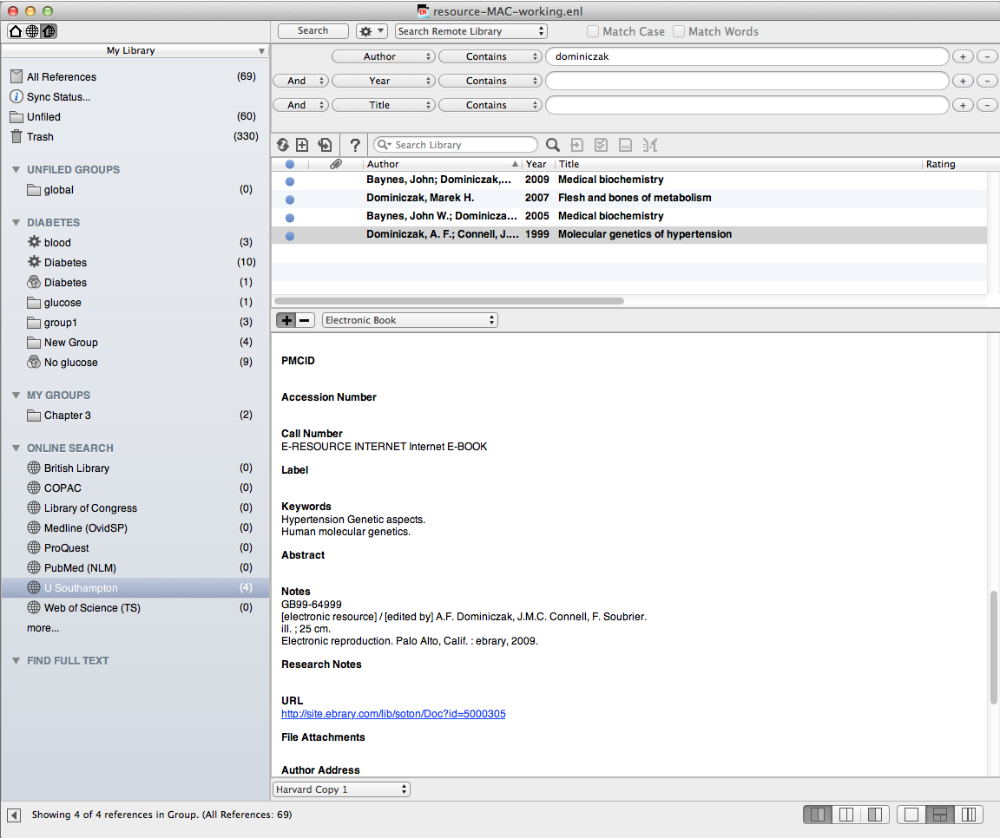 resource-MAC-working.enl
Search
Search Remote Library
Match Case
Match Words
My Library
Author Contains dominiczak + -
And Year Contains + -
And Title Contains + -
All References (69)
Sync Status...
Unfiled (60)
Trash (330)
UNFILED GROUPS
global (0)
DIABETES
blood (3)
Diabetes (10)
Diabetes (1)
glucose (1)
group1 (3)
New Group (4)
No glucose (9)
MY GROUPS
Chapter 3 (2)
ONLINE SEARCH
British Library (0)
COPAC (0)
Library of Congress (0)
Medline (OvidSP) (0)
ProQuest (0)
PubMed (NLM) (0)
U Southampton (4)
Web of Science (TS) (0)
more...
FIND FULL TEXT
? Search Library
Author Year Title Rating
Baynes, John; Dominiczak,... 2009 Medical biochemistry
Dominiczak, Marek H. 2007 Flesh and bones of metabolism
Baynes, John W.; Dominicza... 2005 Medical biochemistry
Dominiczak, A. F.; Connell, J.... 1999 Molecular genetics of hypertension
+ - Electronic Book
PMCID
Accession Number
Call Number
E-RESOURCE INTERNET Internet E-BOOK
Label
Keywords
Hypertension Genetic aspects.
Human molecular genetics.
Abstract
Notes
GB99-64999
[electronic resource] / [edited by] A.F. Dominiczak, J.M.C. Connell, F. Soubrier.
ill. ; 25 cm.
Electronic reproduction. Palo Alto, Calif. : ebrary, 2009.
Research Notes
URL
http://site.ebrary.com/lib/soton/Doc?id=5000305
File Attachments
Author Address
Harvard Copy 1
Showing 4 of 4 references in Group. (All References: 69)